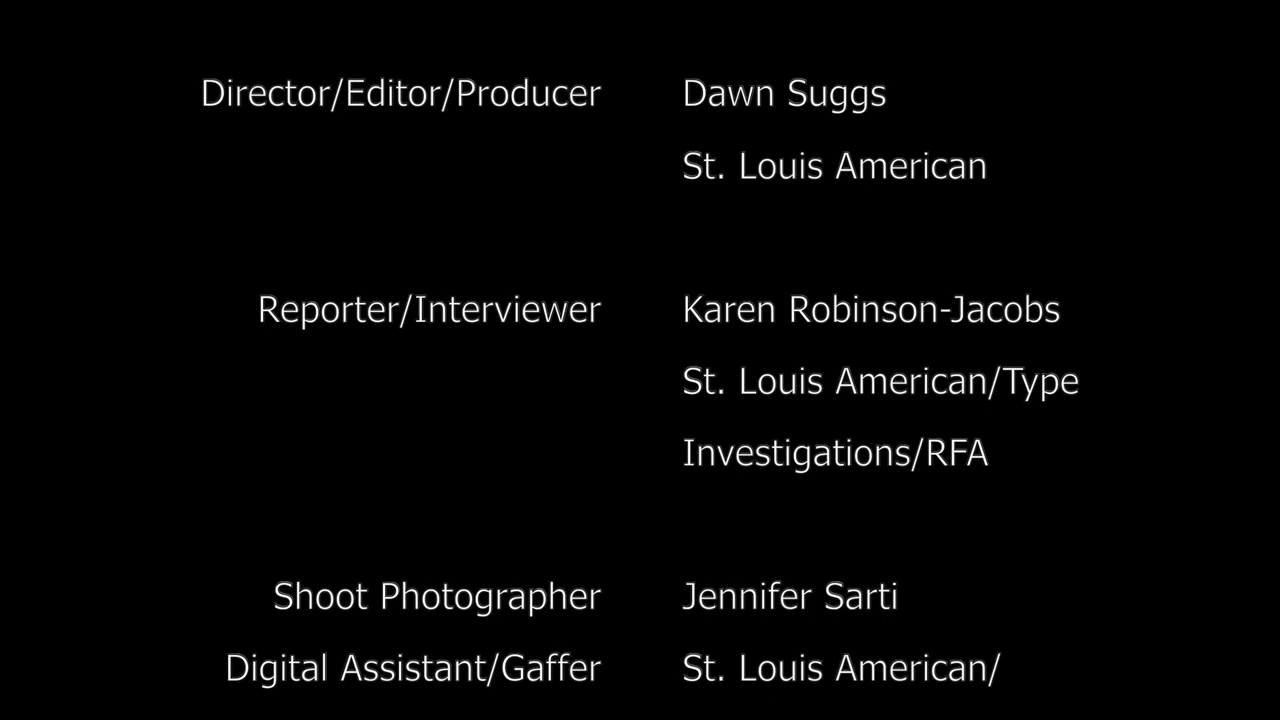 Director/Editor/Producer Dawn Suggs
St. Louis American
Reporter/Interviewer Karen Robinson-Jacobs
St. Louis American/Type
Investigations/RFA
Shoot Photographer Jennifer Sarti
Digital Assistant/Gaffer St. Louis American/